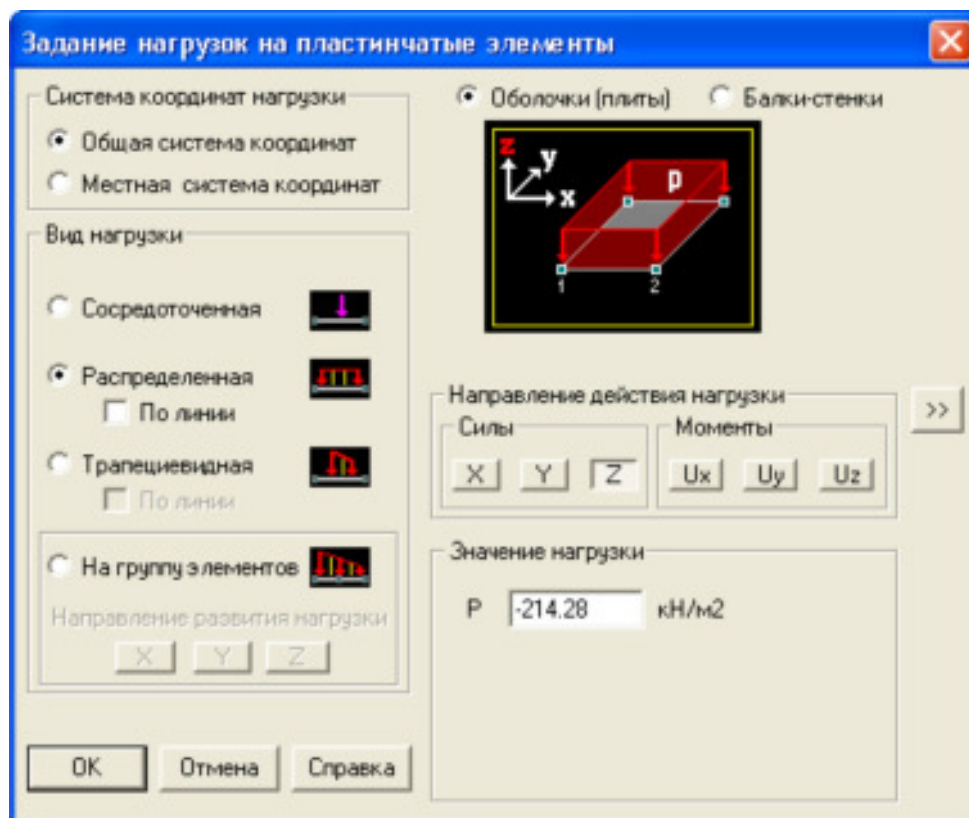 Задание нагрузок на пластинчатые элементы
Система координат нагрузки
Общая система координат
Местная система координат
Вид нагрузки
Сосредоточенная
Распределенная
По линии
Трапециевидная
По линии
На группу элементов
Направление развития нагрузки
X Y Z
OK Отмена Справка
Оболочки (плиты) Балки-стенки
z y x p
1 2
Направление действия нагрузки
Силы Моменты
X Y Z Ux Uy Uz
>>
Значение нагрузки
P -214.28 кН/м2